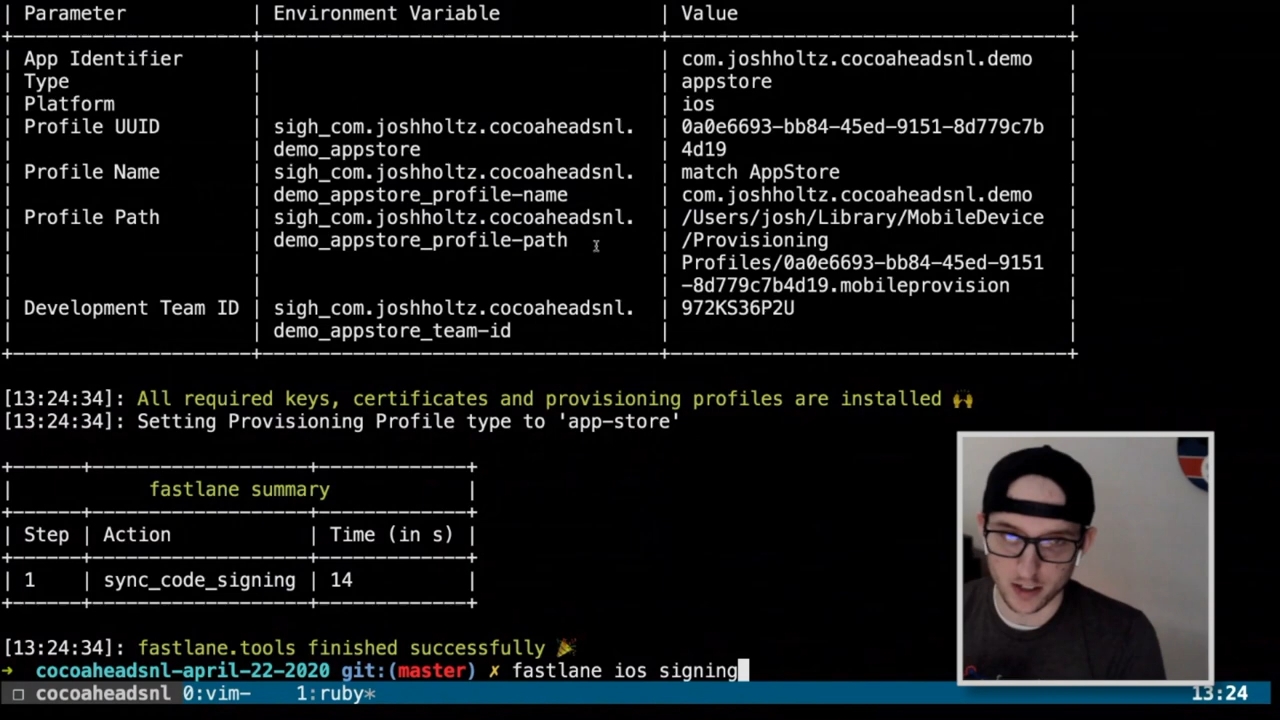 | Parameter | Environment Variable | Value |
| App Identifier | | com.joshholtz.cocoaheadsnl.demo |
| Type | | appstore |
| Platform | | ios |
| Profile UUID | sigh_com.joshholtz.cocoaheadsnl. | 0a0e6693-bb84-45ed-9151-8d779c7b |
| | demo_appstore | 4d19 |
| Profile Name | sigh_com.joshholtz.cocoaheadsnl. | match AppStore |
| | demo_appstore_profile-name | com.joshholtz.cocoaheadsnl.demo |
| Profile Path | sigh_com.joshholtz.cocoaheadsnl. | /Users/josh/Library/MobileDevice |
| | demo_appstore_profile-path | /Provisioning |
| | | Profiles/0a0e6693-bb84-45ed-9151 |
| | | -8d779c7b4d19.mobileprovision |
| Development Team ID | sigh_com.joshholtz.cocoaheadsnl. | 972KS36P2U |
| | demo_appstore_team-id | |
[13:24:34]: All required keys, certificates and provisioning profiles are installed 🙌
[13:24:34]: Setting Provisioning Profile type to 'app-store'
| fastlane summary |
| Step | Action | Time (in s) |
| 1 | sync_code_signing | 14 |
[13:24:34]: fastlane.tools finished successfully 🎉
→ cocoaheadsnl-april-22-2020 git:(master) ✗ fastlane ios signing
□ cocoaheadsnl 0:vim- 1:ruby* 13:24